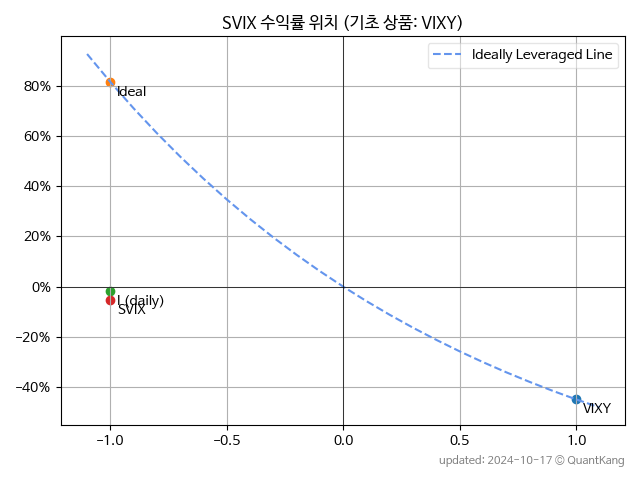 SVIX 수익률 위치 (기초 상품: VIXY)
Ideally Leveraged Line
80%
60%
40%
20%
0%
−20%
−40%
Ideal
L(daily)
SVIX
VIXY
−1.0
−0.5
0.0
0.5
1.0
updated: 2024-10-17 © QuantKang